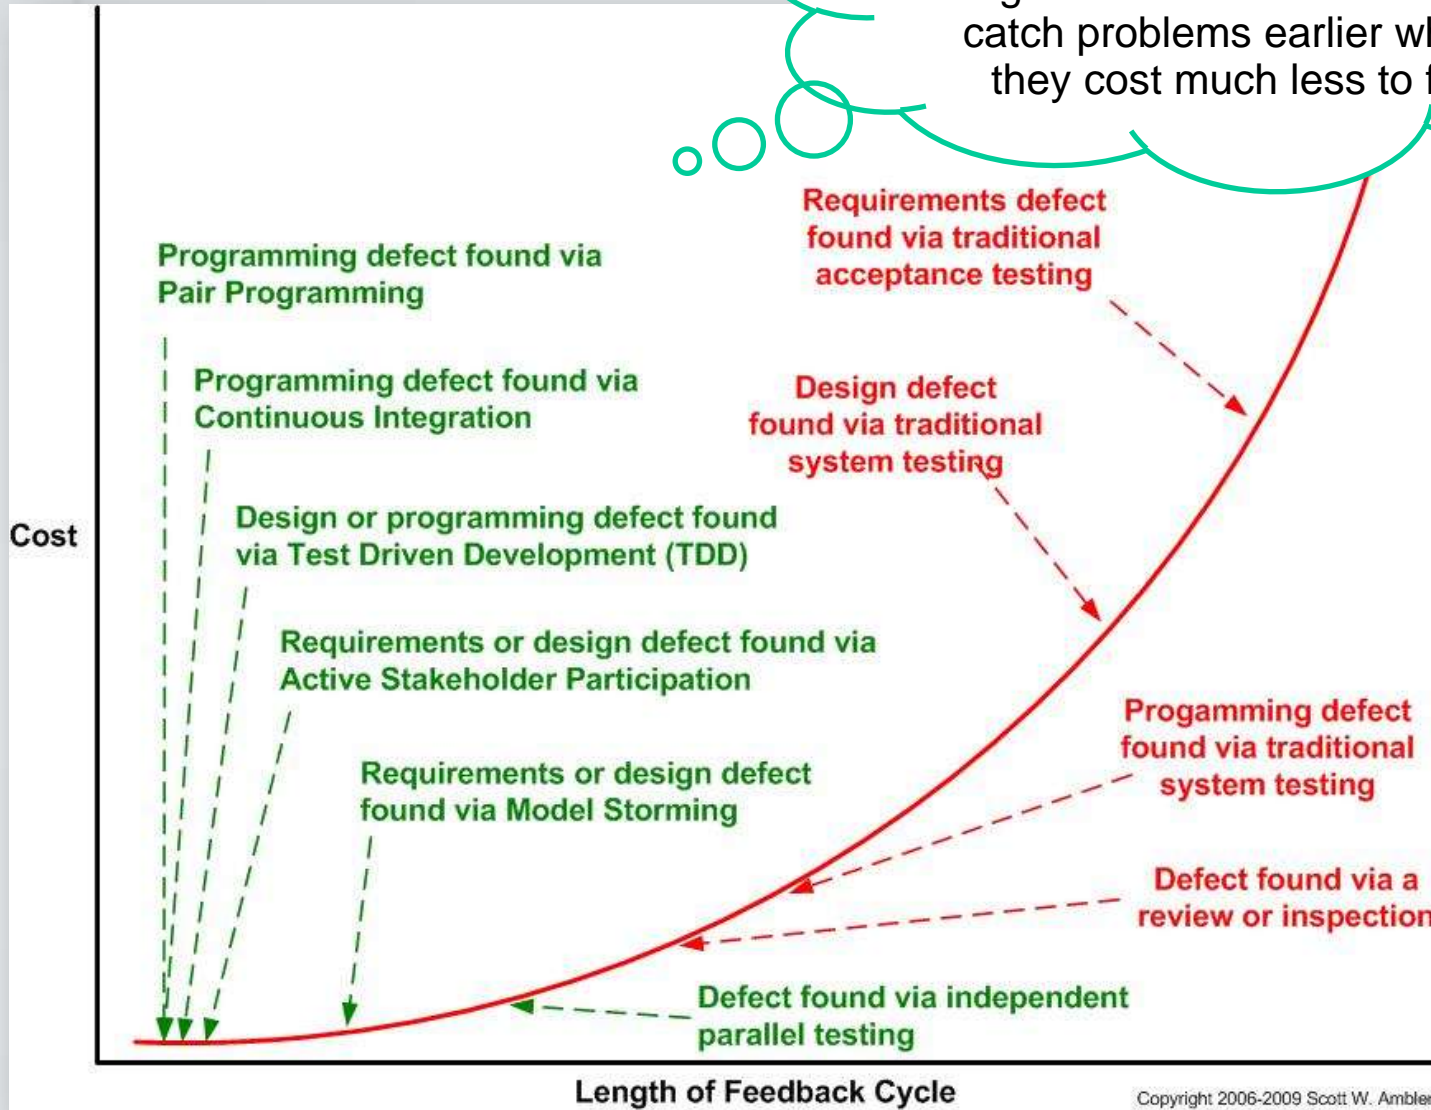 catch problems earlier
they cost much less to
Requirements defect
found via traditional
acceptance testing
Programming defect found via
Pair Programming
Programming defect found via
Continuous Integration
Design defect
found via traditional
system testing
Design or programming defect found
via Test Driven Development (TDD)
Cost
Requirements or design defect found via
Active Stakeholder Participation
Progamming defect
found via traditional
system testing
Requirements or design defect
found via Model Storming
Defect found via a
review or inspection
Defect found via independent
parallel testing
Length of Feedback Cycle
Copyright 2006-2009 Scott W. Ambler